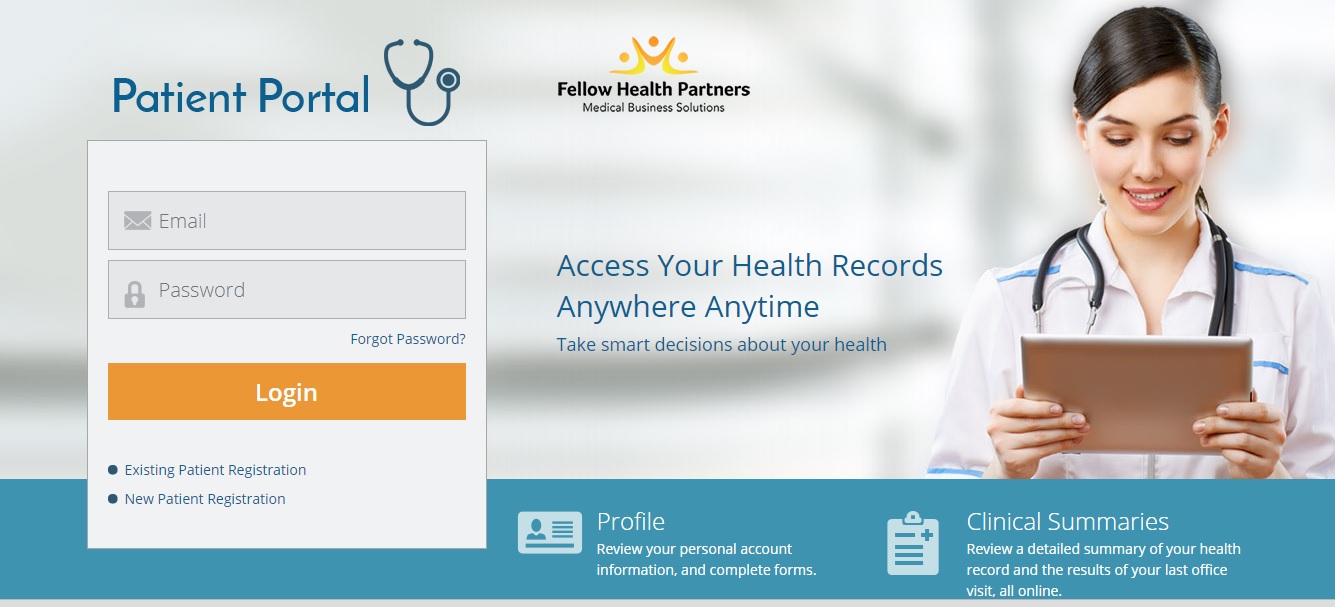 Patient Portal
Fellow Health Partners
Medical Business Solutions
Email
Password
Forgot Password?
Login
Existing Patient Registration
New Patient Registration
Access Your Health Records
Anywhere Anytime
Take smart decisions about your health
Profile
Review your personal account
information, and complete forms.
Clinical Summaries
Review a detailed summary of your health
record and the results of your last office
visit, all online.